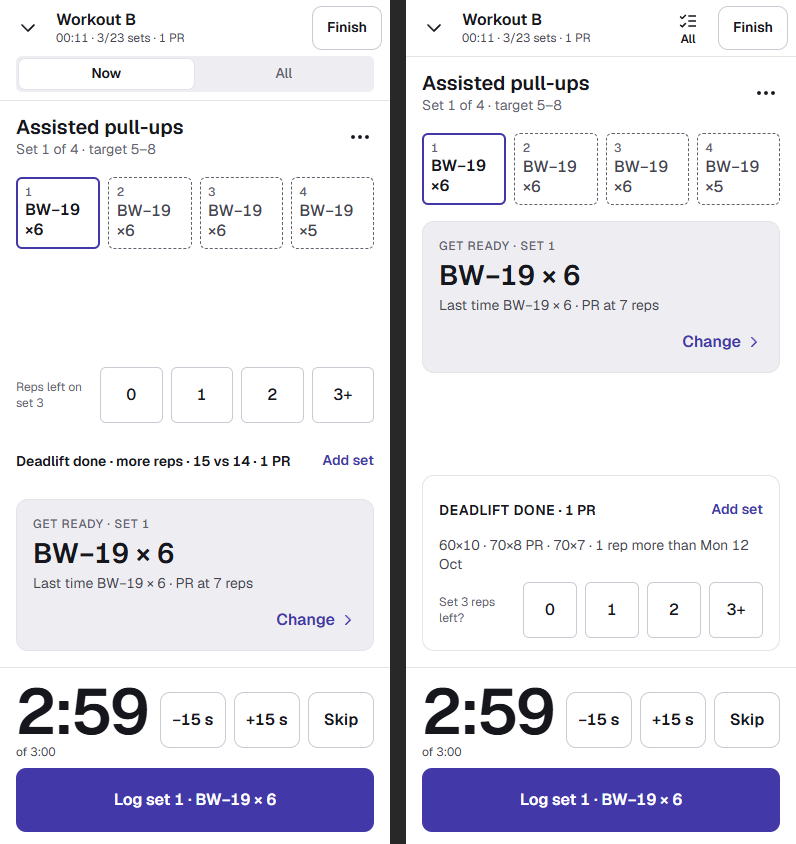 Workout B
00:11 · 3/23 sets · 1 PR
Finish
Now
All
Assisted pull-ups
Set 1 of 4 · target 5–8
1
BW−19
×6
2
BW−19
×6
3
BW−19
×6
4
BW−19
×5
Reps left on
set 3
0
1
2
3+
Deadlift done · more reps · 15 vs 14 · 1 PR
Add set
GET READY · SET 1
BW−19 × 6
Last time BW−19 × 6 · PR at 7 reps
Change
2:59
of 3:00
−15 s
+15 s
Skip
Log set 1 · BW−19 × 6
Workout B
00:11 · 3/23 sets · 1 PR
All
Finish
Assisted pull-ups
Set 1 of 4 · target 5–8
1
BW−19
×6
2
BW−19
×6
3
BW−19
×6
4
BW−19
×5
GET READY · SET 1
BW−19 × 6
Last time BW−19 × 6 · PR at 7 reps
Change
DEADLIFT DONE · 1 PR
Add set
60×10 · 70×8 PR · 70×7 · 1 rep more than Mon 12
Oct
Set 3 reps
left?
0
1
2
3+
2:59
of 3:00
−15 s
+15 s
Skip
Log set 1 · BW−19 × 6